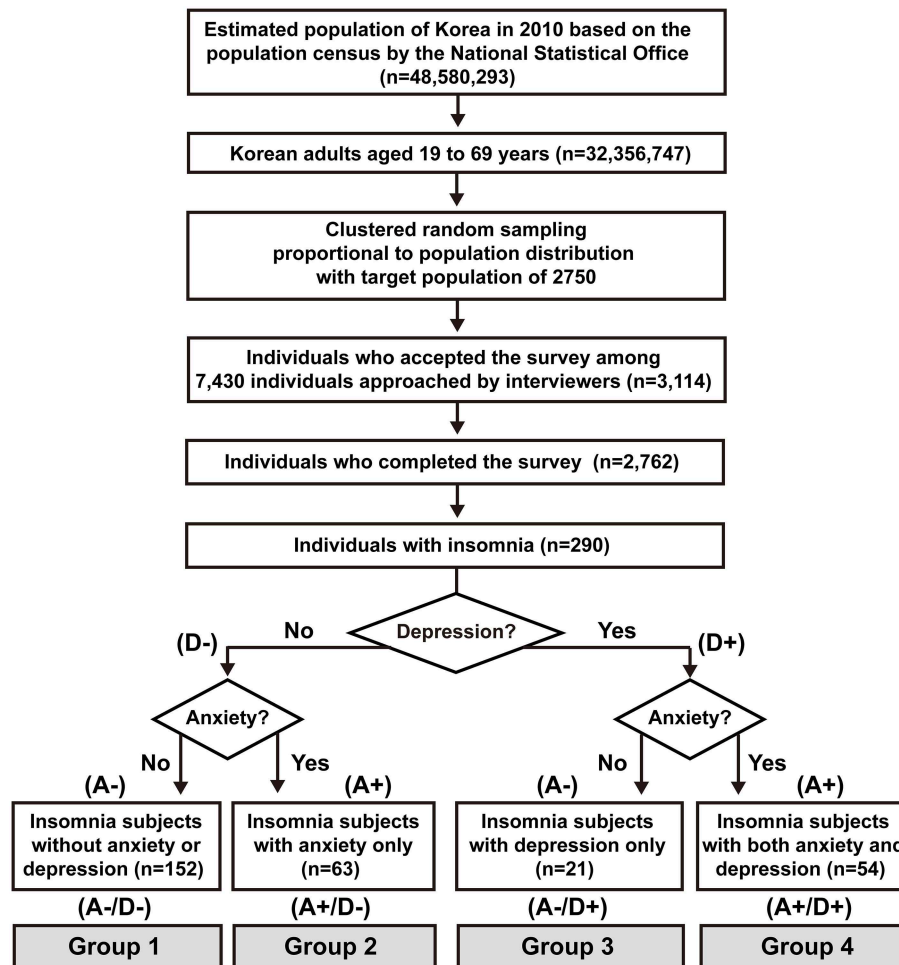 Estimated population of Korea in 2010 based on the
population census by the National Statistical Office
(n=48,580,293)
Korean adults aged 19 to 69 years (n=32,356,747)
Clustered random sampling
proportional to population distribution
with target population of 2750
Individuals who accepted the survey among
7,430 individuals approached by interviewers (n=3,114)
Individuals who completed the survey (n=2,762)
Individuals with insomnia (n=290)
Depression?
No
Yes
(D-)
(D+)
Anxiety?
Anxiety?
No
Yes
No
Yes
(A-)
(A+)
(A-)
(A+)
Insomnia subjects
without anxiety or
depression (n=152)
Insomnia subjects
with anxiety only
(n=63)
Insomnia subjects
with depression only
(n=21)
Insomnia subjects
with both anxiety and
depression (n=54)
(A-/D-)
(A+/D-)
(A-/D+)
(A+/D+)
Group 1
Group 2
Group 3
Group 4